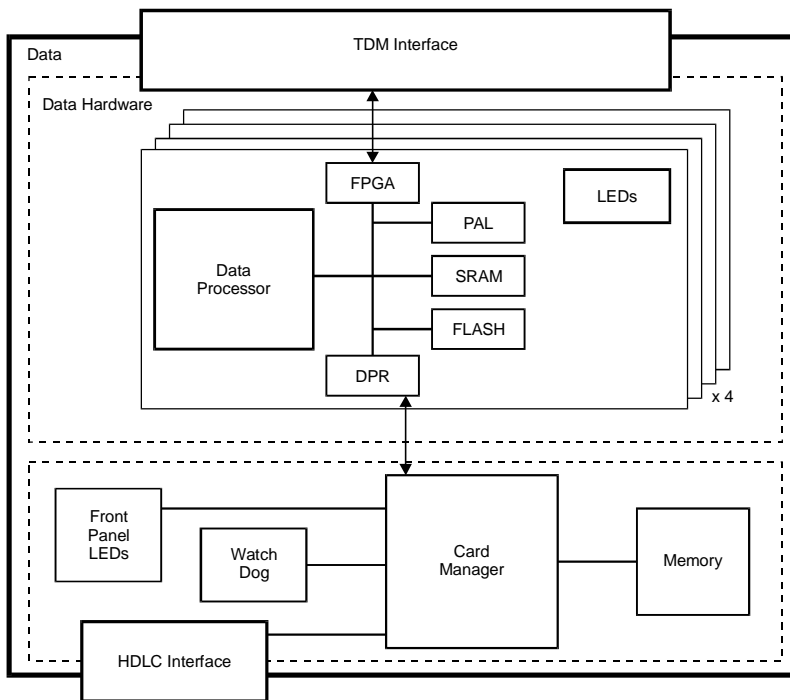 TDM Interface
Data
Data Hardware
FPGA
LEDs
PAL
Data
Processor
SRAM
FLASH
DPR
x 4
Front
Panel
LEDs
Watch
Dog
Card
Manager
Memory
HDLC Interface